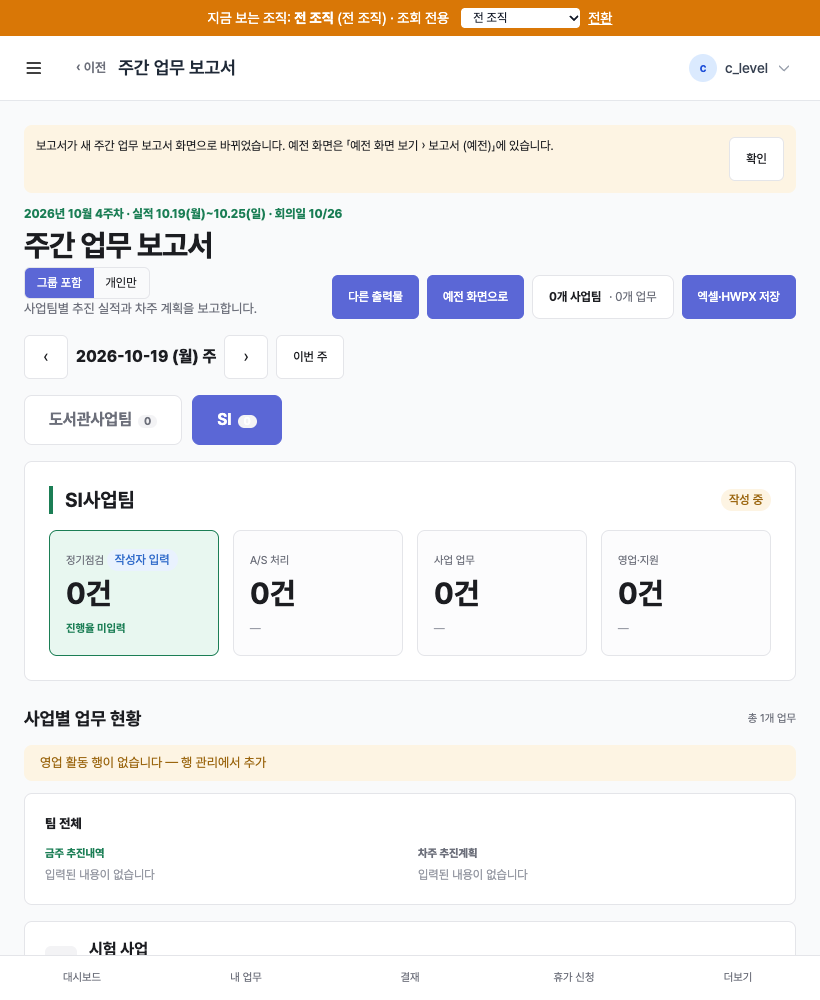 지금 보는 조직: 전 조직 (전 조직) · 조회 전용 전 조직 전환
‹ 이전 주간 업무 보고서 c c_level
보고서가 새 주간 업무 보고서 화면으로 바뀌었습니다. 예전 화면은 「예전 화면 보기 › 보고서 (예전)」에 있습니다.
확인
2026년 10월 4주차 · 실적 10.19(월)~10.25(일) · 회의일 10/26
주간 업무 보고서
그룹 포함 개인만
사업팀별 추진 실적과 차주 계획을 보고합니다.
다른 출력물 예전 화면으로 0개 사업팀 · 0개 업무 엑셀·HWPX 저장
‹ 2026-10-19 (월) 주 › 이번 주
도서관사업팀 0 SI 0
SI사업팀 작성 중
정기점검 작성자 입력 A/S 처리 사업 업무 영업·지원
0건 0건 0건 0건
진행율 미입력 — — —
사업별 업무 현황 총 1개 업무
영업 활동 행이 없습니다 — 행 관리에서 추가
팀 전체
금주 추진내역 차주 추진계획
입력된 내용이 없습니다 입력된 내용이 없습니다
시험 사업
대시보드 내 업무 결재 휴가 신청 더보기